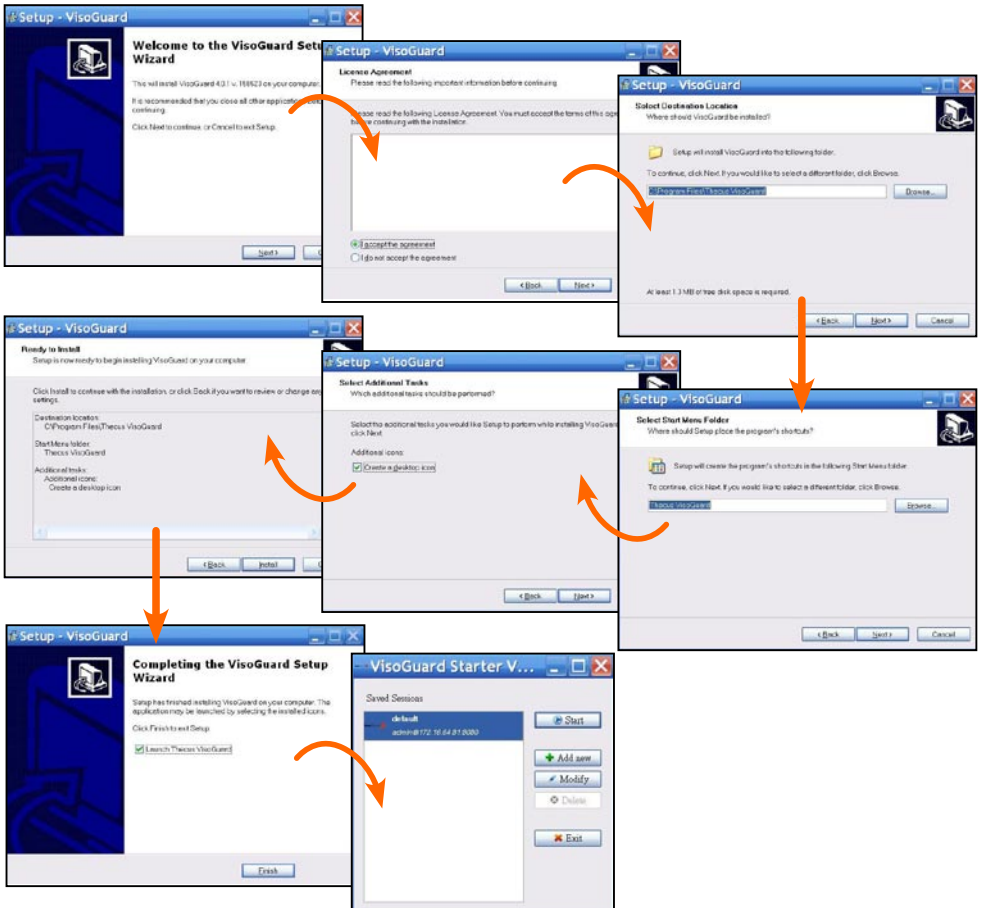 Setup - VisoGuard
Welcome to the VisoGuard Setu
Wizard
This will install VisoGuard 4.0.1 on your computer.
It is recommended that you close all other applications
continuing.
Click Next to continue, or Cancel to exit Setup.
Next >
Setup - VisoGuard
License Agreement
Please read the following important information before continuing
Please read the following License Agreement. You must accept the terms of this agre
before continuing with the installation.
I accept the agreement
I do not accept the agreement
< Back
Next >
Setup - VisoGuard
Select Destination Location
Where should VisoGuard be installed?
Setup will install VisoGuard into the following folder.
To continue, click Next. If you would like to select a different folder, click Browse.
C:\Program Files\Thecus VisoGuard
Browse...
At least 1.3 MB of free disk space is required.
< Back
Next >
Cancel
Setup - VisoGuard
Select Start Menu Folder
Where should Setup place the program's shortcuts?
Setup will create the program's shortcuts in the following Start Menu folder.
To continue, click Next. If you would like to select a different folder, click Browse.
Thecus VisoGuard
Browse...
< Back
Next >
Cancel
Setup - VisoGuard
Select Additional Tasks
Which additional tasks should be performed?
Select the additional tasks you would like Setup to perform while installing VisoGuard
click Next.
Additional icons:
Create a desktop icon
< Back
Next >
Setup - VisoGuard
Ready to Install
Setup is now ready to begin installing VisoGuard on your computer.
Click Install to continue with the installation, or click Back if you want to review or change any
settings.
Destination location:
C:\Program Files\Thecus VisoGuard
Start Menu folder:
Thecus VisoGuard
Additional tasks:
Additional icons:
Create a desktop icon
< Back
Install
Setup - VisoGuard
Completing the VisoGuard Setup
Wizard
Setup has finished installing VisoGuard on your computer. The
application may be launched by selecting the installed icons.
Click Finish to exit Setup.
Launch Thecus VisoGuard
Finish
VisoGuard Starter V...
Saved Sessions
default
admin@172.16.64.81:8080
Start
Add new
Modify
Delete
Exit